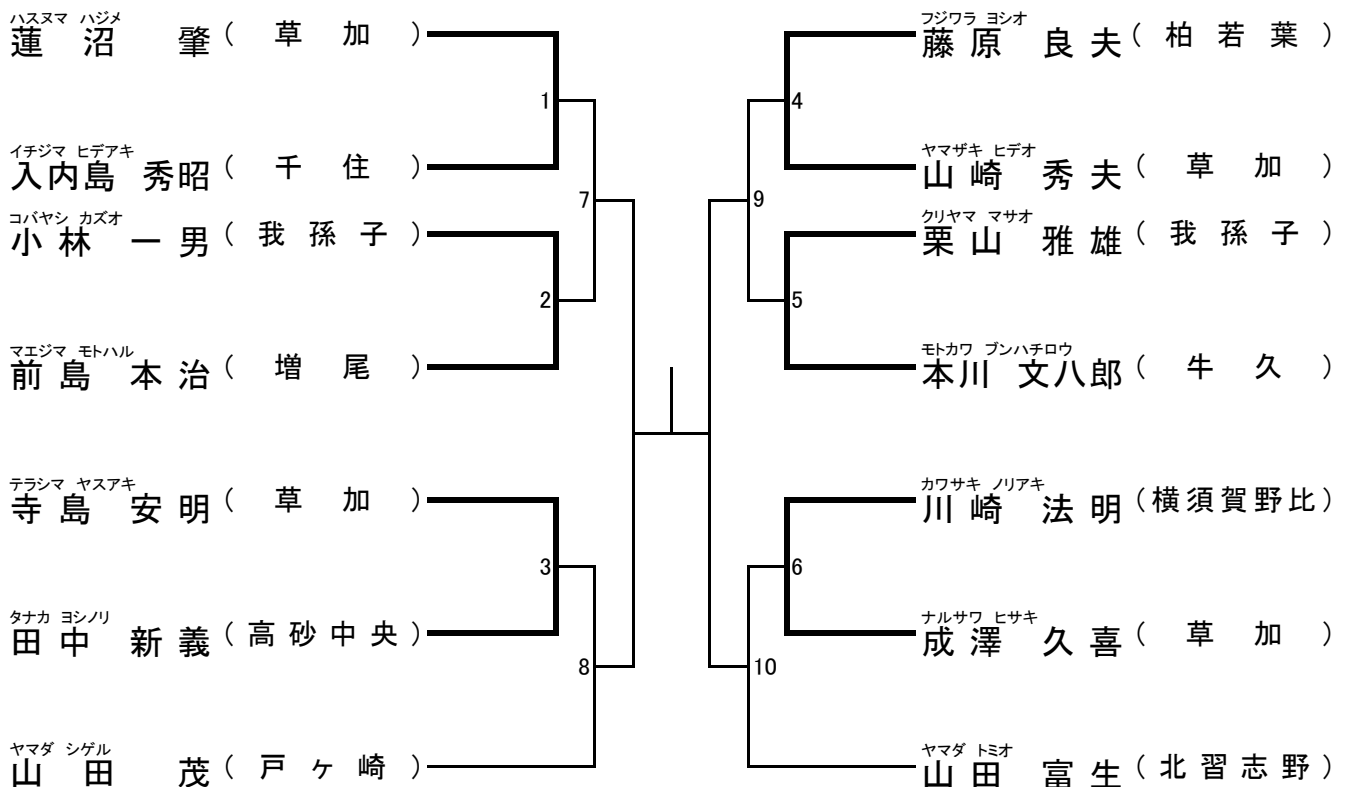 ハスヌマ ハジメ
蓮沼 肇 (草加)
1
イチジマ ヒデアキ
入内島 秀昭 (千住)
7
コバヤシ カズオ
小林 一男 (我孫子)
2
マエジマ モトハル
前島 本治 (増尾)
テラシマ ヤスアキ
寺島 安明 (草加)
3
タナカ ヨシノリ
田中 新義 (高砂中央)
8
ヤマダ シゲル
山田 茂 (戸ヶ崎)
フジワラ ヨシオ
藤原 良夫 (柏若葉)
4
ヤマザキ ヒデオ
山崎 秀夫 (草加)
9
クリヤマ マサオ
栗山 雅雄 (我孫子)
5
モトカワ ブンハチロウ
本川 文八郎 (牛久)
カワサキ ノリアキ
川崎 法明 (横須賀野比)
6
ナルサワ ヒサキ
成澤 久喜 (草加)
10
ヤマダ トミオ
山田 富生 (北習志野)